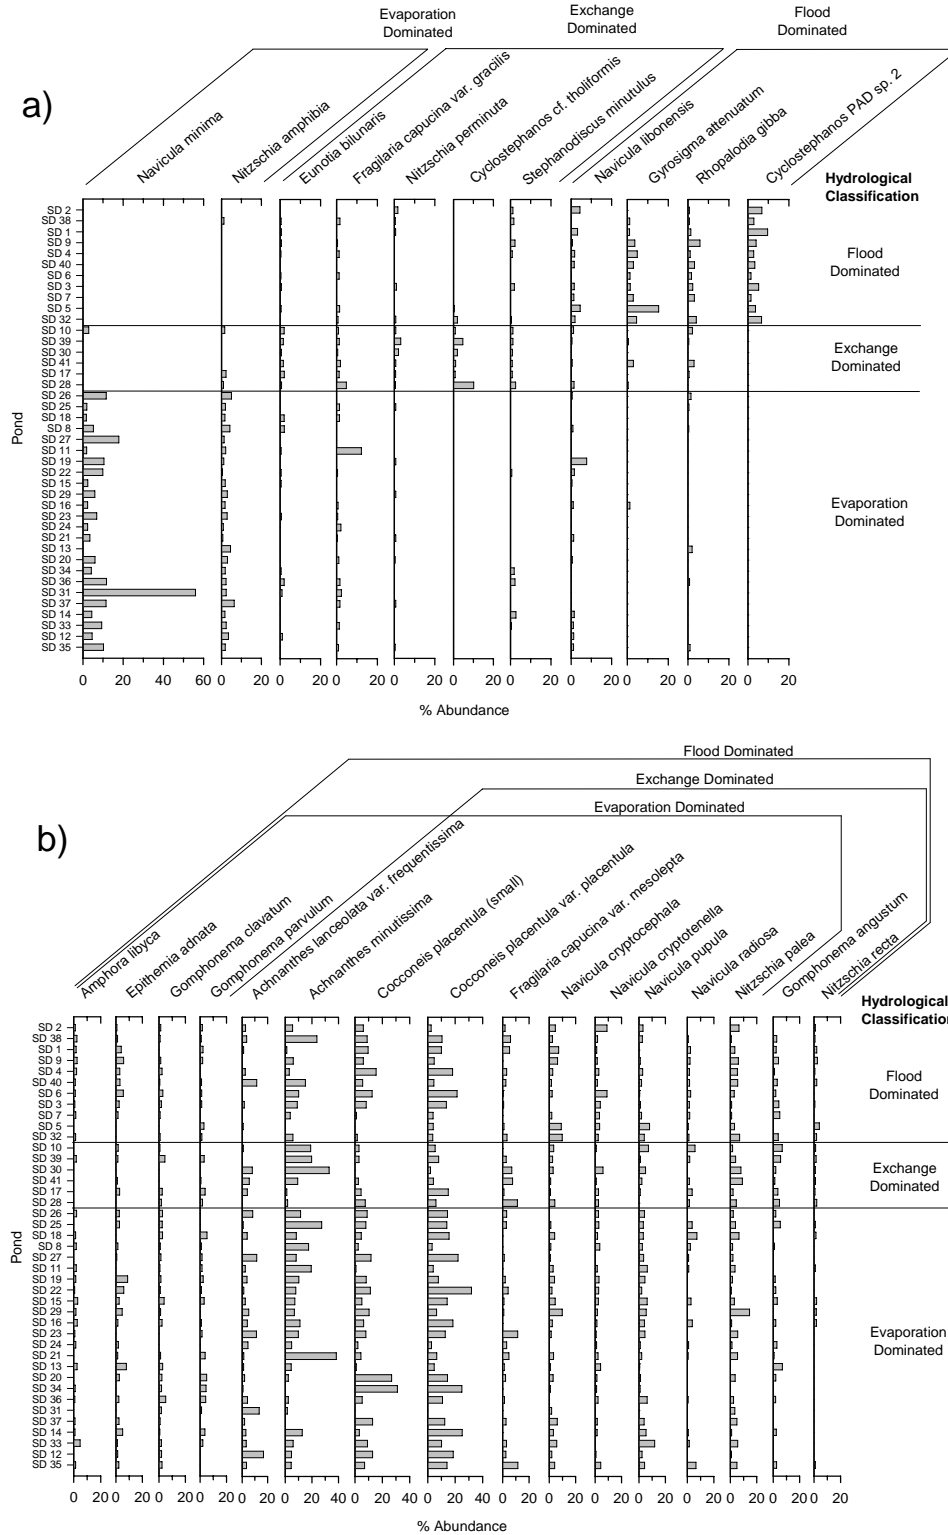 Evaporation
Dominated
Exchange
Dominated
Flood
Dominated
a)
Navicula minima
Nitzschia amphibia
Eunotia bilunaris
Fragilaria capucina var. gracilis
Nitzschia perminuta
Cyclostephanos cf. tholiformis
Stephanodiscus minutulus
Navicula libonensis
Gyrosigma attenuatum
Rhopalodia gibba
Cyclostephanos PAD sp. 2
Hydrological
Classification
SD 2
SD 38
SD 1
SD 9
SD 4
SD 40
SD 6
SD 3
SD 7
SD 5
SD 32
SD 10
SD 39
SD 30
SD 41
SD 17
SD 28
SD 26
SD 25
SD 18
SD 8
SD 27
SD 11
SD 19
SD 22
SD 15
SD 29
SD 16
SD 23
SD 24
SD 21
SD 13
SD 20
SD 34
SD 36
SD 31
SD 37
SD 14
SD 33
SD 12
SD 35
Pond
Flood
Dominated
Exchange
Dominated
Evaporation
Dominated
0 20 40 60 0 20 0 20 0 20 0 20 0 20 0 20 0 20 0 20 0 20 0 20
% Abundance
Flood Dominated
Exchange Dominated
Evaporation Dominated
b)
Amphora libyca
Epithemia adnata
Gomphonema clavatum
Gomphonema parvulum
Achnanthes lanceolata var. frequentissima
Achnanthes minutissima
Cocconeis placentula (small)
Cocconeis placentula var. placentula
Fragilaria capucina var. mesolepta
Navicula cryptocephala
Navicula cryptotenella
Navicula pupula
Navicula radiosa
Nitzschia palea
Gomphonema angustum
Nitzschia recta
Hydrological
Classification
SD 2
SD 38
SD 1
SD 9
SD 4
SD 40
SD 6
SD 3
SD 7
SD 5
SD 32
SD 10
SD 39
SD 30
SD 41
SD 17
SD 28
SD 26
SD 25
SD 18
SD 8
SD 27
SD 11
SD 19
SD 22
SD 15
SD 29
SD 16
SD 23
SD 24
SD 21
SD 13
SD 20
SD 34
SD 36
SD 31
SD 37
SD 14
SD 33
SD 12
SD 35
Pond
Flood
Dominated
Exchange
Dominated
Evaporation
Dominated
0 20 0 20 0 20 0 20 0 20 0 20 40 0 20 40 0 20 40 0 20 0 20 0 20 0 20 0 20 0 20 0 20 0 20
% Abundance